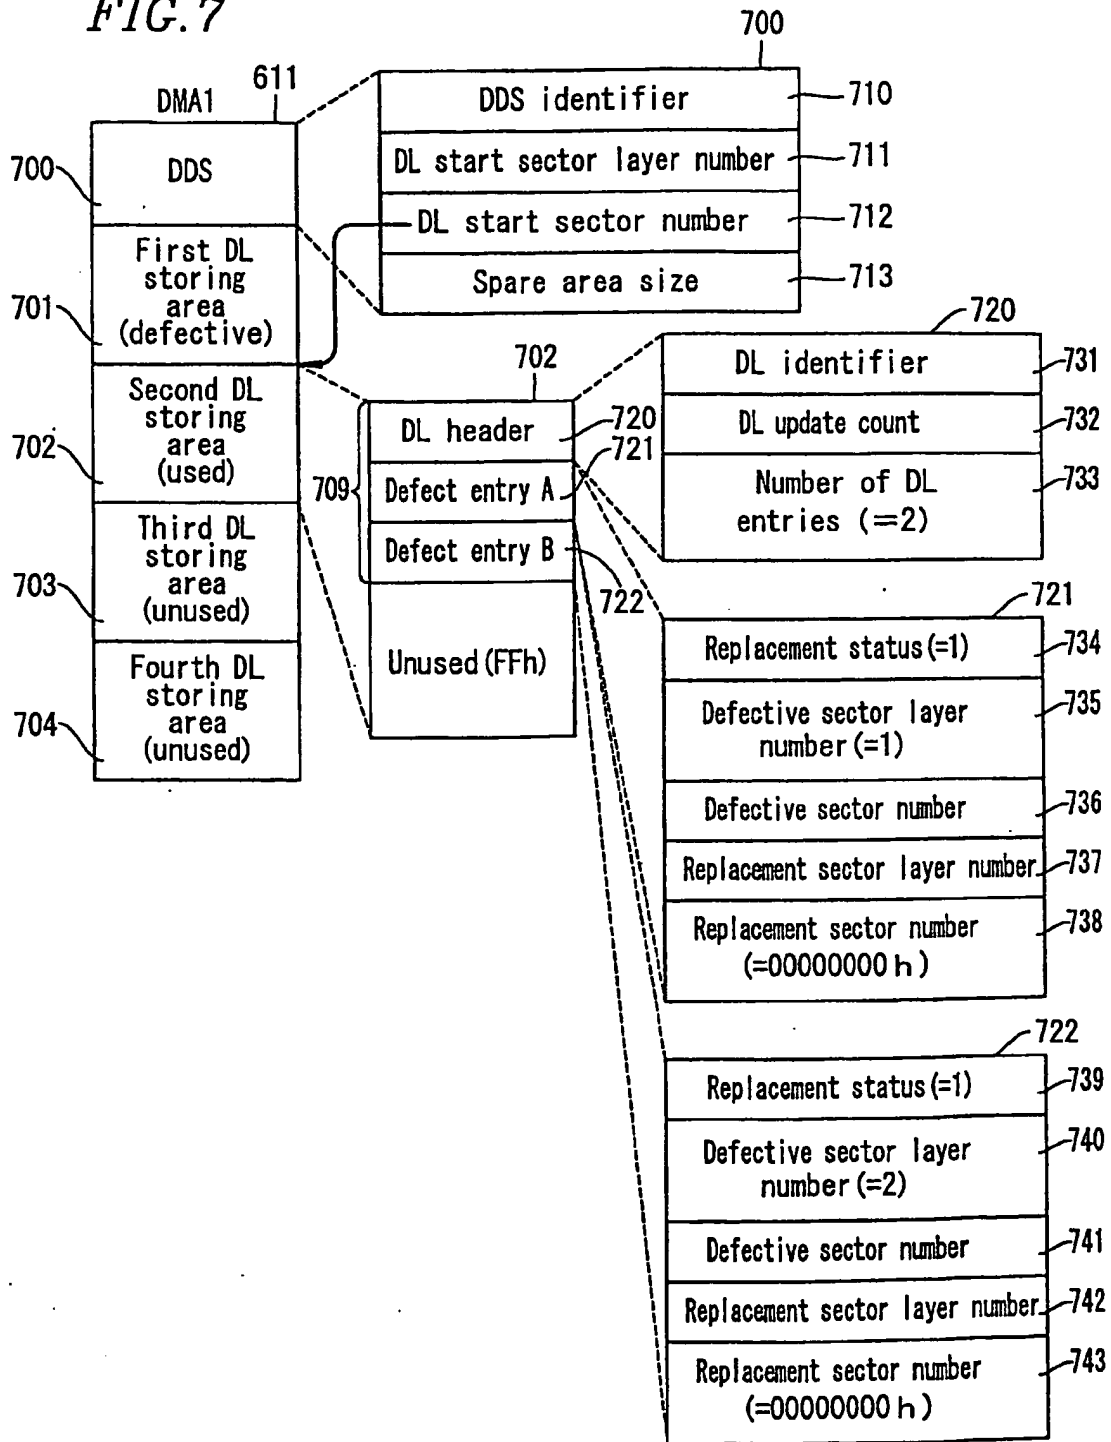 FIG. 7
DMA1
611
700
DDS
701
First DL
storing
area
(defective)
702
Second DL
storing
area
(used)
703
Third DL
storing
area
(unused)
704
Fourth DL
storing
area
(unused)
700
DDS identifier
710
DL start sector layer number
711
DL start sector number
712
Spare area size
713
702
709
DL header
720
Defect entry A
721
Defect entry B
722
Unused(FFh)
720
DL identifier
731
DL update count
732
Number of DL
entries (=2)
733
721
Replacement status(=1)
734
Defective sector layer
number(=1)
735
Defective sector number
736
Replacement sector layer number
737
Replacement sector number
(=00000000h)
738
722
Replacement status(=1)
739
Defective sector layer
number(=2)
740
Defective sector number
741
Replacement sector layer number
742
Replacement sector number
(=00000000h)
743